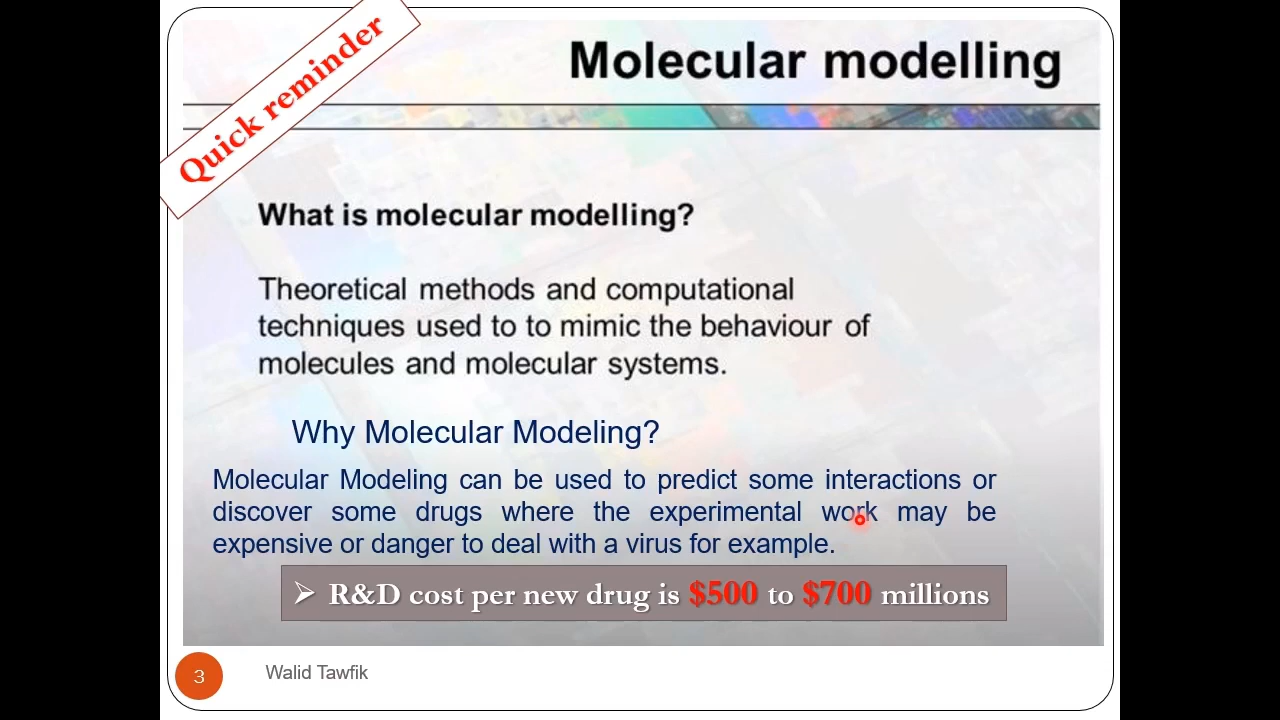 Quick reminder
Molecular modelling
What is molecular modelling?
Theoretical methods and computational
techniques used to to mimic the behaviour of
molecules and molecular systems.
Why Molecular Modeling?
Molecular Modeling can be used to predict some interactions or
discover some drugs where the experimental work may be
expensive or danger to deal with a virus for example.
➢ R&D cost per new drug is $500 to $700 millions
3
Walid Tawfik